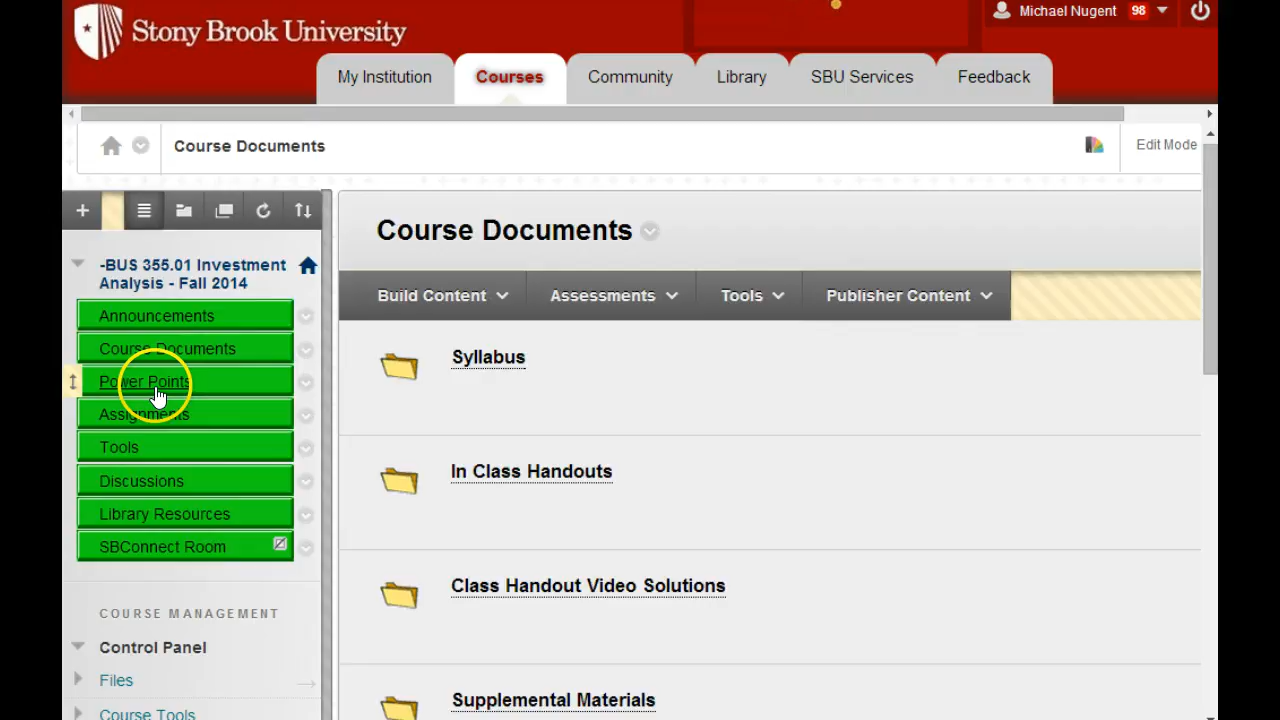 Stony Brook University
Michael Nugent 98
My Institution Courses Community Library SBU Services Feedback
Course Documents
Edit Mode
-BUS 355.01 Investment
Analysis - Fall 2014
Announcements
Course Documents
Power Points
Assignments
Tools
Discussions
Library Resources
SBConnect Room
COURSE MANAGEMENT
Control Panel
Files
Course Tools
Course Documents
Build Content Assessments Tools Publisher Content
Syllabus
In Class Handouts
Class Handout Video Solutions
Supplemental Materials